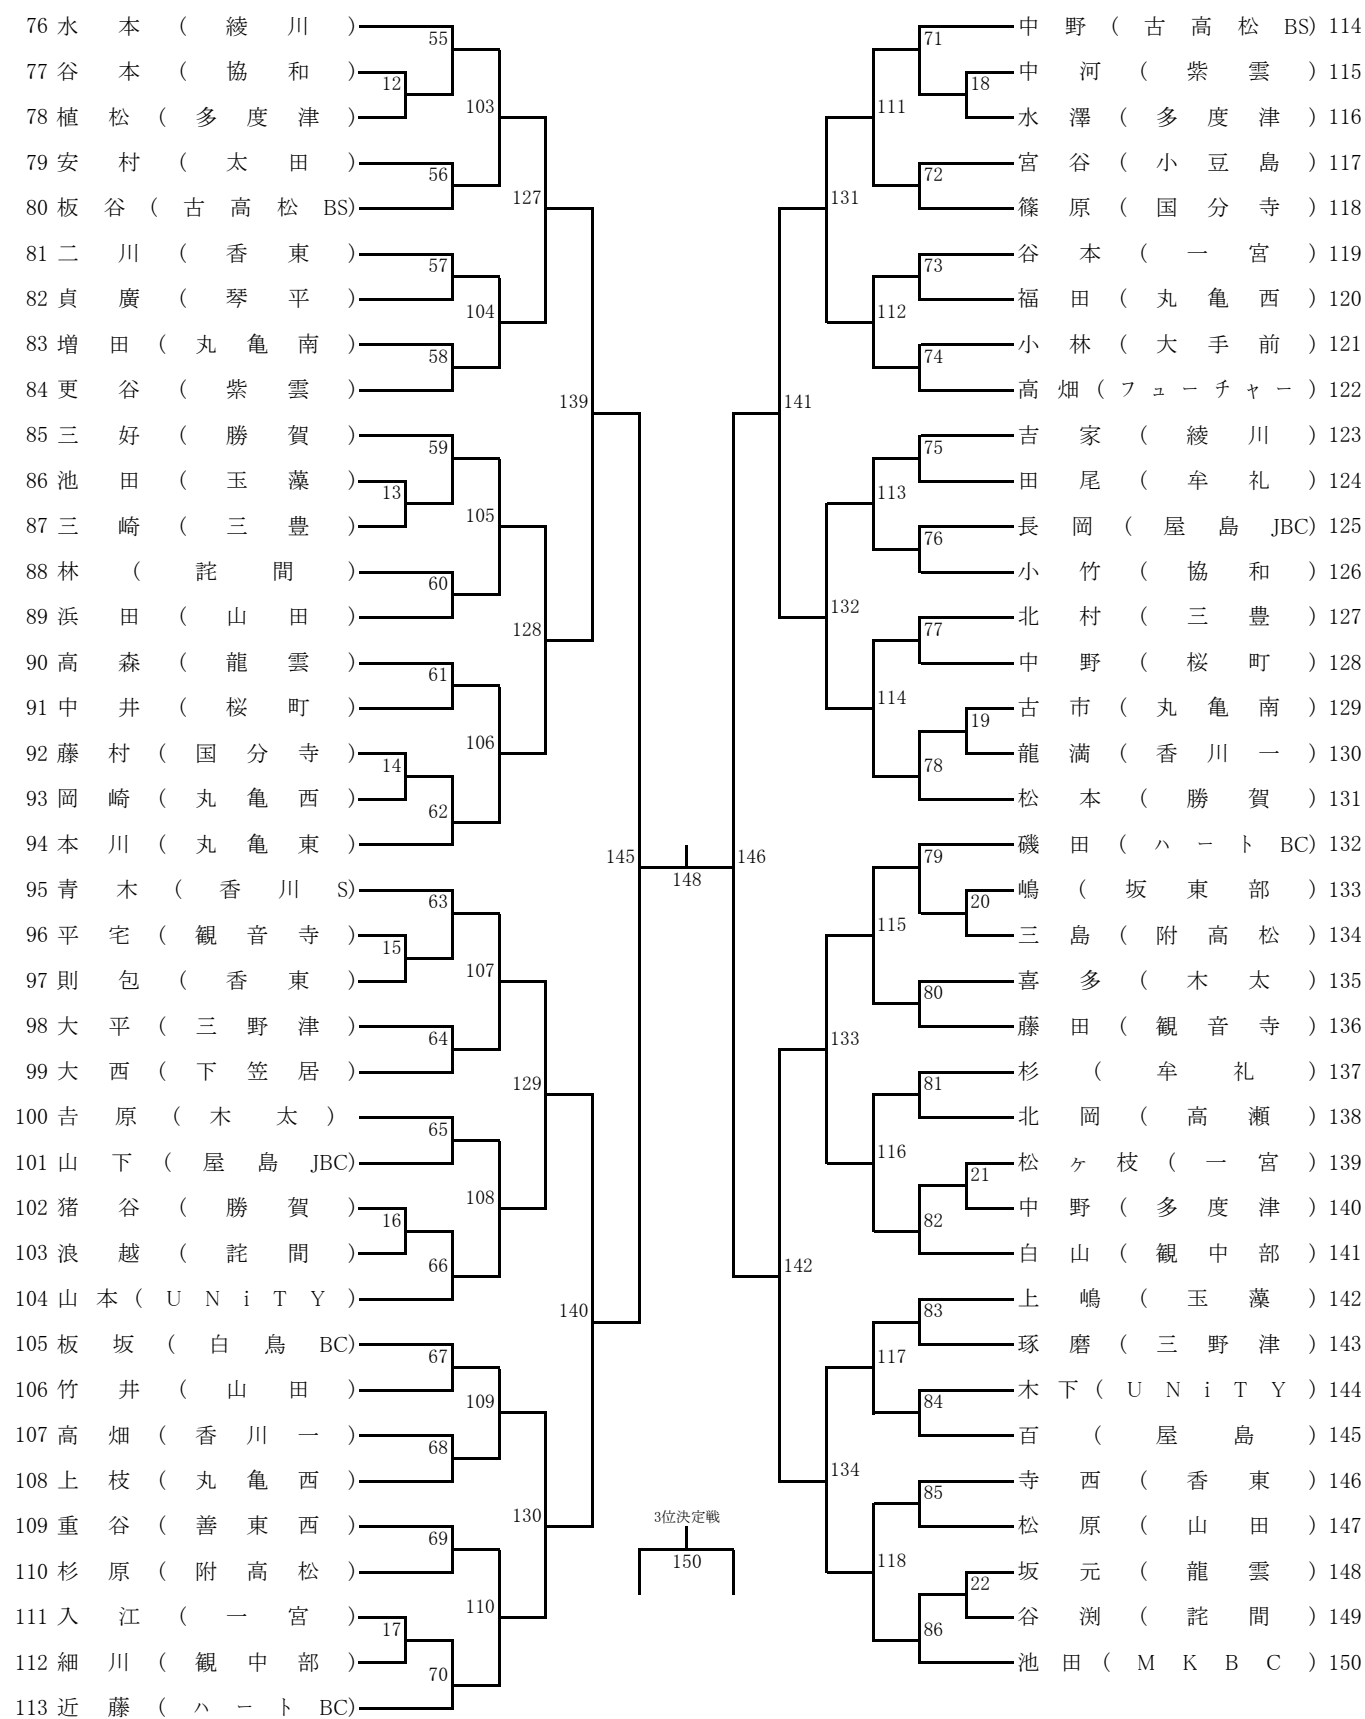 76 水本(綾川)
77 谷本(協和)
78 植松(多度津)
79 安村(太田)
80 板谷(古高松BS)
81 二川(香東)
82 貞廣(琴平)
83 増田(丸亀南)
84 更谷(紫雲)
85 三好(勝賀)
86 池田(玉藻)
87 三崎(三豊)
88 林(詫間)
89 浜田(山田)
90 高森(龍雲)
91 中井(桜町)
92 藤村(国分寺)
93 岡崎(丸亀西)
94 本川(丸亀東)
95 青木(香川S)
96 平宅(観音寺)
97 則包(香東)
98 大平(三野津)
99 大西(下笠居)
100 吉原(木太)
101 山下(屋島JBC)
102 猪谷(勝賀)
103 浪越(詫間)
104 山本(UNiTY)
105 板坂(白鳥BC)
106 竹井(山田)
107 高畑(香川一)
108 上枝(丸亀西)
109 重谷(善東西)
110 杉原(附高松)
111 入江(一宮)
112 細川(観中部)
113 近藤(ハートBC)
12
13
14
15
16
17
55
56
57
58
59
60
61
62
63
64
65
66
67
68
69
70
103
104
105
106
107
108
109
110
127
128
129
130
139
140
145
148
146
3位決定戦
150
141
142
131
132
133
134
111
112
113
114
115
116
117
118
71
72
73
74
75
76
77
78
79
80
81
82
83
84
85
86
18
19
20
21
22
中野(古高松BS) 114
中河(紫雲) 115
水澤(多度津) 116
宮谷(小豆島) 117
篠原(国分寺) 118
谷本(一宮) 119
福田(丸亀西) 120
小林(大手前) 121
高畑(フューチャー) 122
吉家(綾川) 123
田尾(牟礼) 124
長岡(屋島JBC) 125
小竹(協和) 126
北村(三豊) 127
中野(桜町) 128
古市(丸亀南) 129
龍満(香川一) 130
松本(勝賀) 131
磯田(ハートBC) 132
嶋(坂東部) 133
三島(附高松) 134
喜多(木太) 135
藤田(観音寺) 136
杉(牟礼) 137
北岡(高瀬) 138
松ヶ枝(一宮) 139
中野(多度津) 140
白山(観中部) 141
上嶋(玉藻) 142
琢磨(三野津) 143
木下(UNiTY) 144
百(屋島) 145
寺西(香東) 146
松原(山田) 147
坂元(龍雲) 148
谷渕(詫間) 149
池田(MKBC) 150